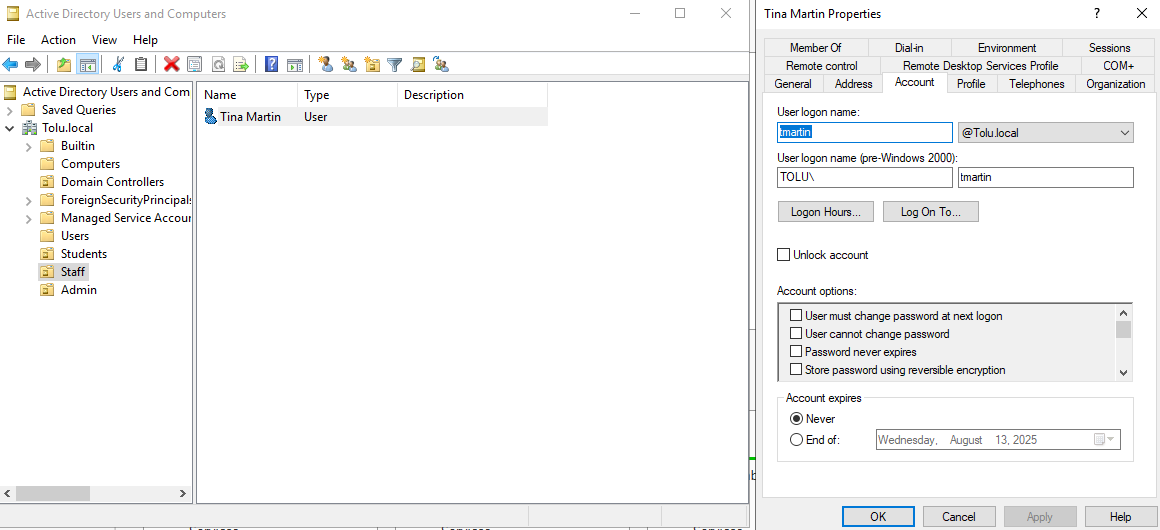 Active Directory Users and Computers
File Action View Help
Active Directory Users and Com
Saved Queries
Tolu.local
Builtin
Computers
Domain Controllers
ForeignSecurityPrincipals
Managed Service Accour
Users
Students
Staff
Admin
Name Type Description
Tina Martin User
Tina Martin Properties
?
Member Of Dial-in Environment Sessions
Remote control Remote Desktop Services Profile COM+
General Address Account Profile Telephones Organization
User logon name:
tmartin @Tolu.local
User logon name (pre-Windows 2000):
TOLU\ tmartin
Logon Hours... Log On To...
Unlock account
Account options:
User must change password at next logon
User cannot change password
Password never expires
Store password using reversible encryption
Account expires
Never
End of: Wednesday, August 13, 2025
OK Cancel Apply Help